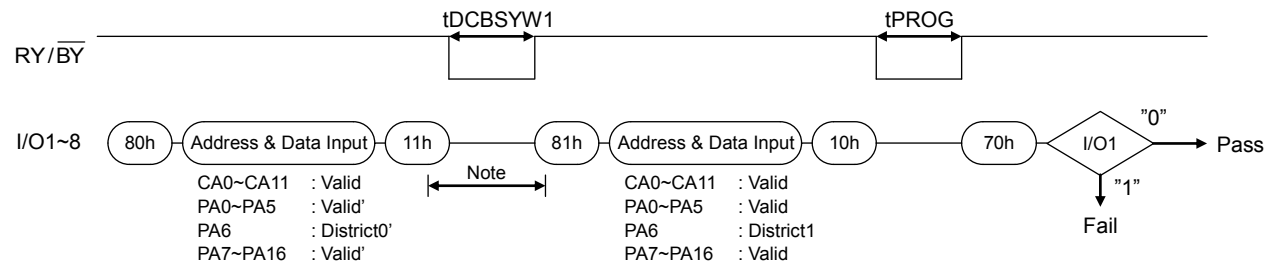 tDCBSYW1 tPROG
RY/BY
I/O1~8 80h Address & Data Input 11h 81h Address & Data Input 10h 70h I/O1 "0" Pass
Note
"1"
Fail
CA0~CA11 : Valid
PA0~PA5 : Valid'
PA6 : District0'
PA7~PA16 : Valid'
CA0~CA11 : Valid
PA0~PA5 : Valid
PA6 : District1
PA7~PA16 : Valid